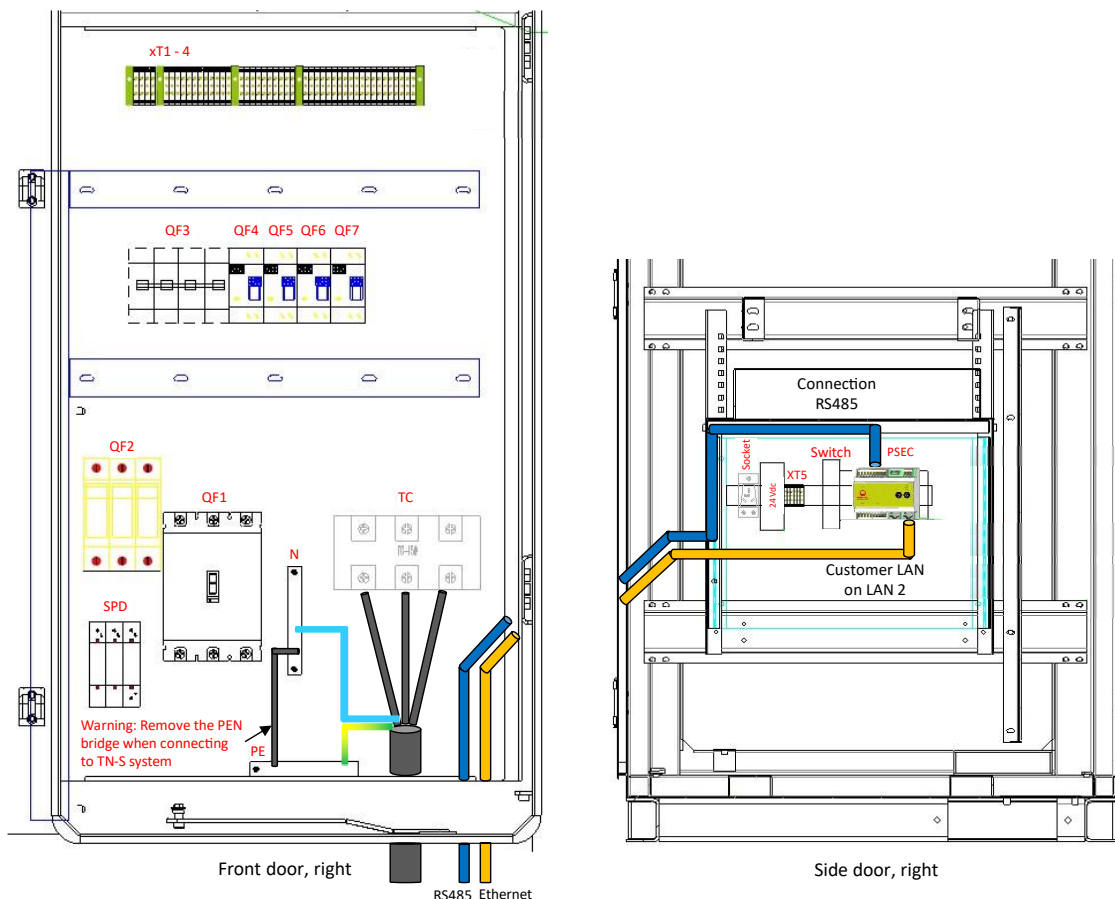 xT1 - 4
QF3
QF4
QF5
QF6
QF7
QF2
QF1
N
TC
SPD
Warning: Remove the PEN
bridge when connecting
to TN-S system
PE
Front door, right
RS485
Ethernet
Connection
RS485
Socket
24Vdc
XT5
Switch
PSEC
Customer LAN
on LAN 2
Side door, right